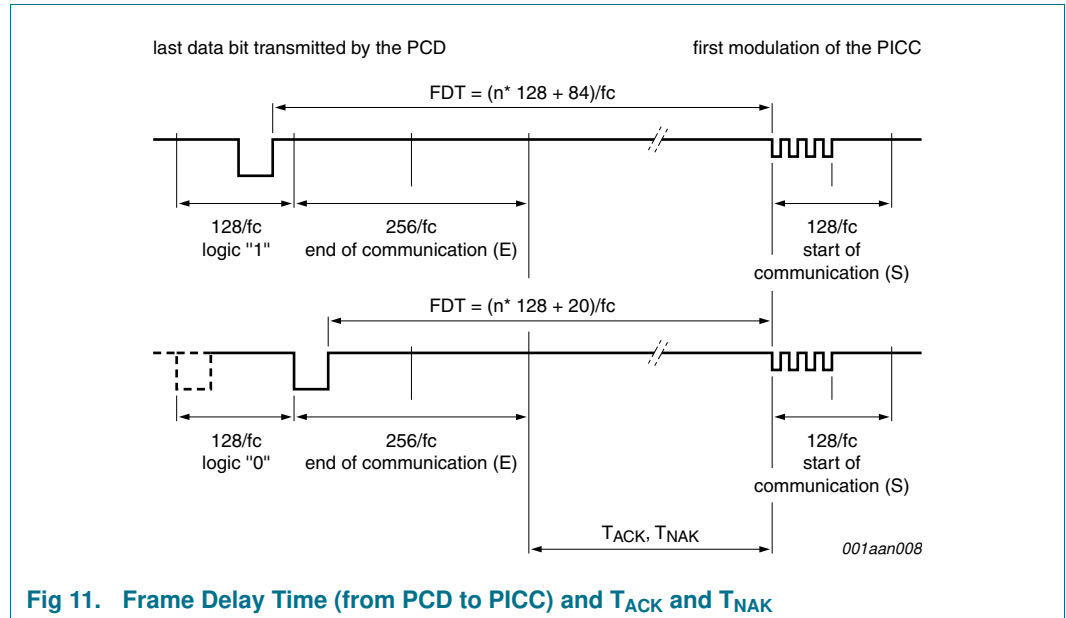 last data bit transmitted by the PCD
first modulation of the PICC
FDT = (n* 128 + 84)/fc
128/fc
logic "1"
256/fc
end of communication (E)
128/fc
start of
communication (S)
FDT = (n* 128 + 20)/fc
128/fc
logic "0"
256/fc
end of communication (E)
128/fc
start of
communication (S)
TACK, TNAK
001aan008
Fig 11. Frame Delay Time (from PCD to PICC) and TACK and TNAK